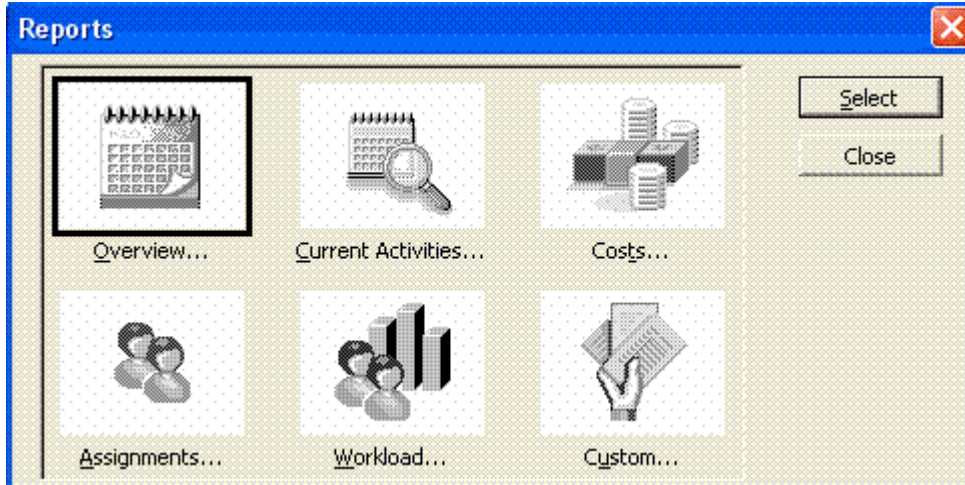 Reports
Select
Close
Overview...
Current Activities...
Costs...
Assignments...
Workload...
Custom...